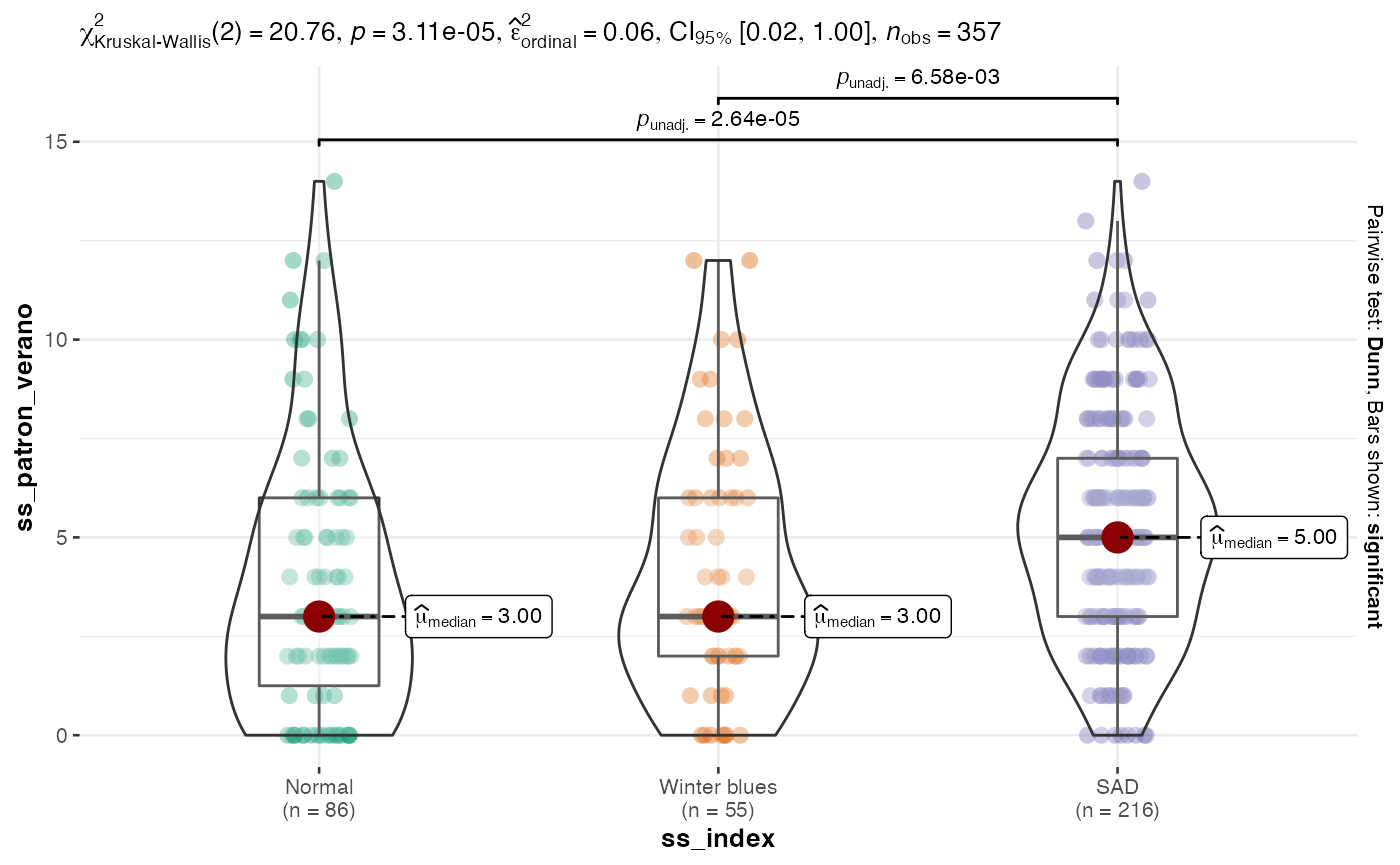 χ²Kruskal-Wallis(2) = 20.76, p = 3.11e-05, ε̂²ordinal = 0.06, CI95% [0.02, 1.00], nobs = 357
punadj. = 6.58e-03
punadj. = 2.64e-05
15
10
5
0
ss_patron_verano
μ̂median = 3.00
μ̂median = 3.00
μ̂median = 5.00
Pairwise test: Dunn, Bars shown: significant
Normal
(n = 86)
Winter blues
(n = 55)
SAD
(n = 216)
ss_index